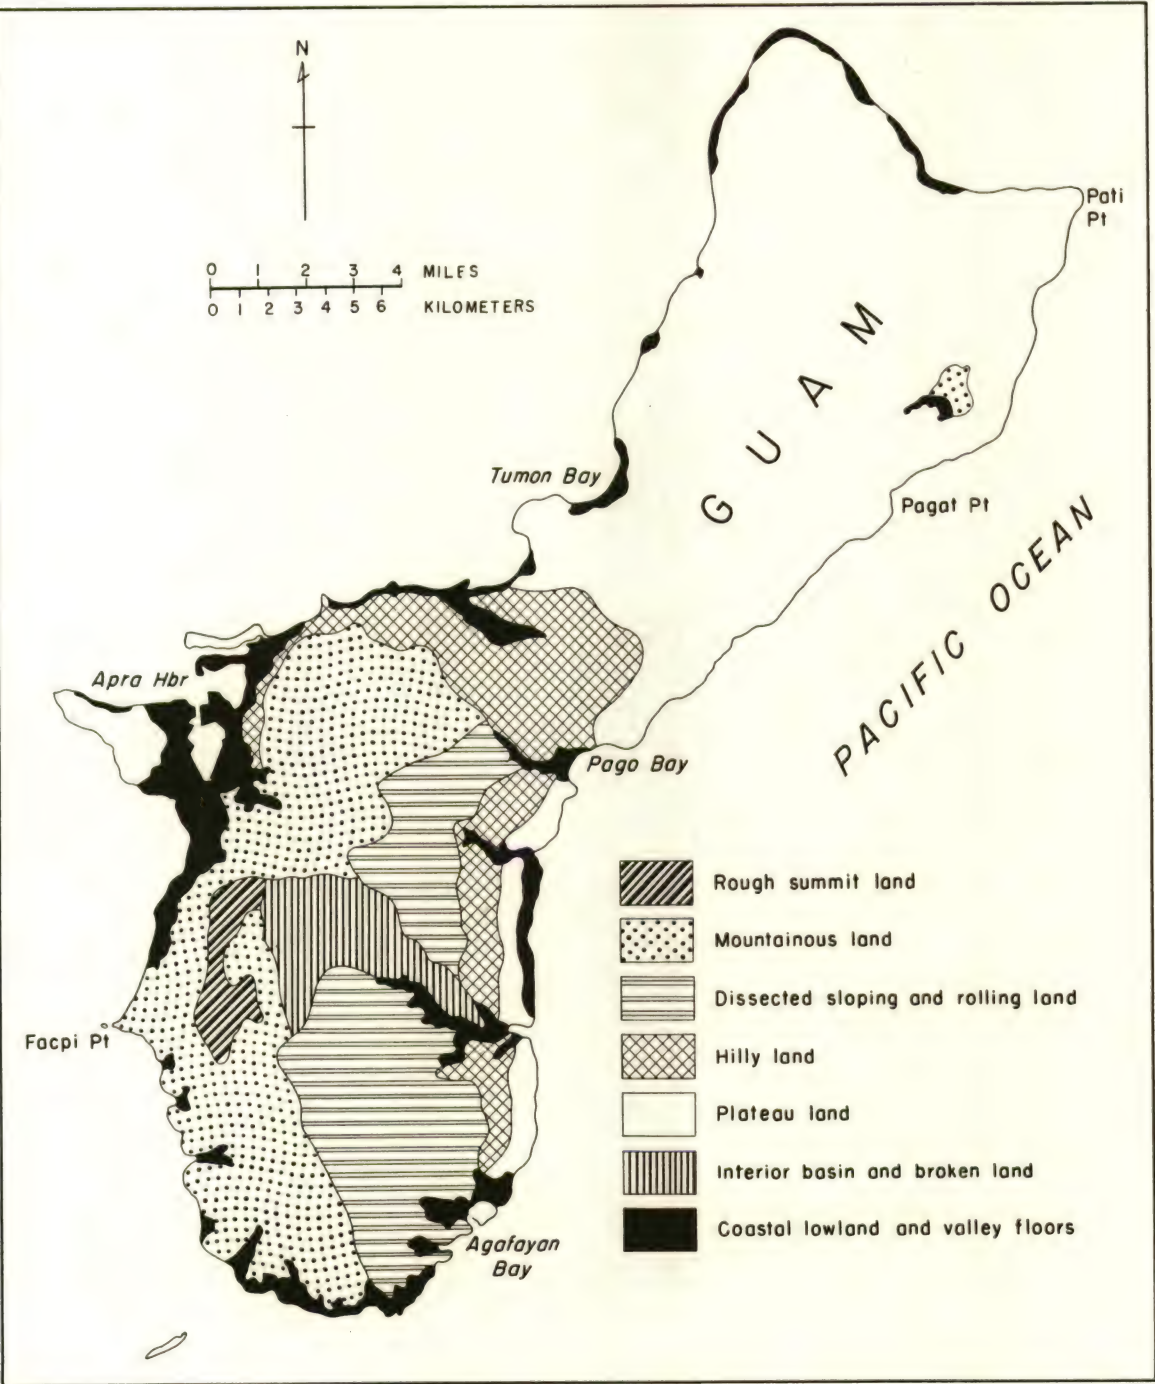 N
0 1 2 3 4 MILES
0 1 2 3 4 5 6 KILOMETERS
Pati
Pt
GUAM
Tumon Bay
Pagat Pt
PACIFIC OCEAN
Apra Hbr
Pago Bay
Rough summit land
Mountainous land
Dissected sloping and rolling land
Facpi Pt
Hilly land
Plateau land
Interior basin and broken land
Coastal lowland and valley floors
Agafayan
Bay